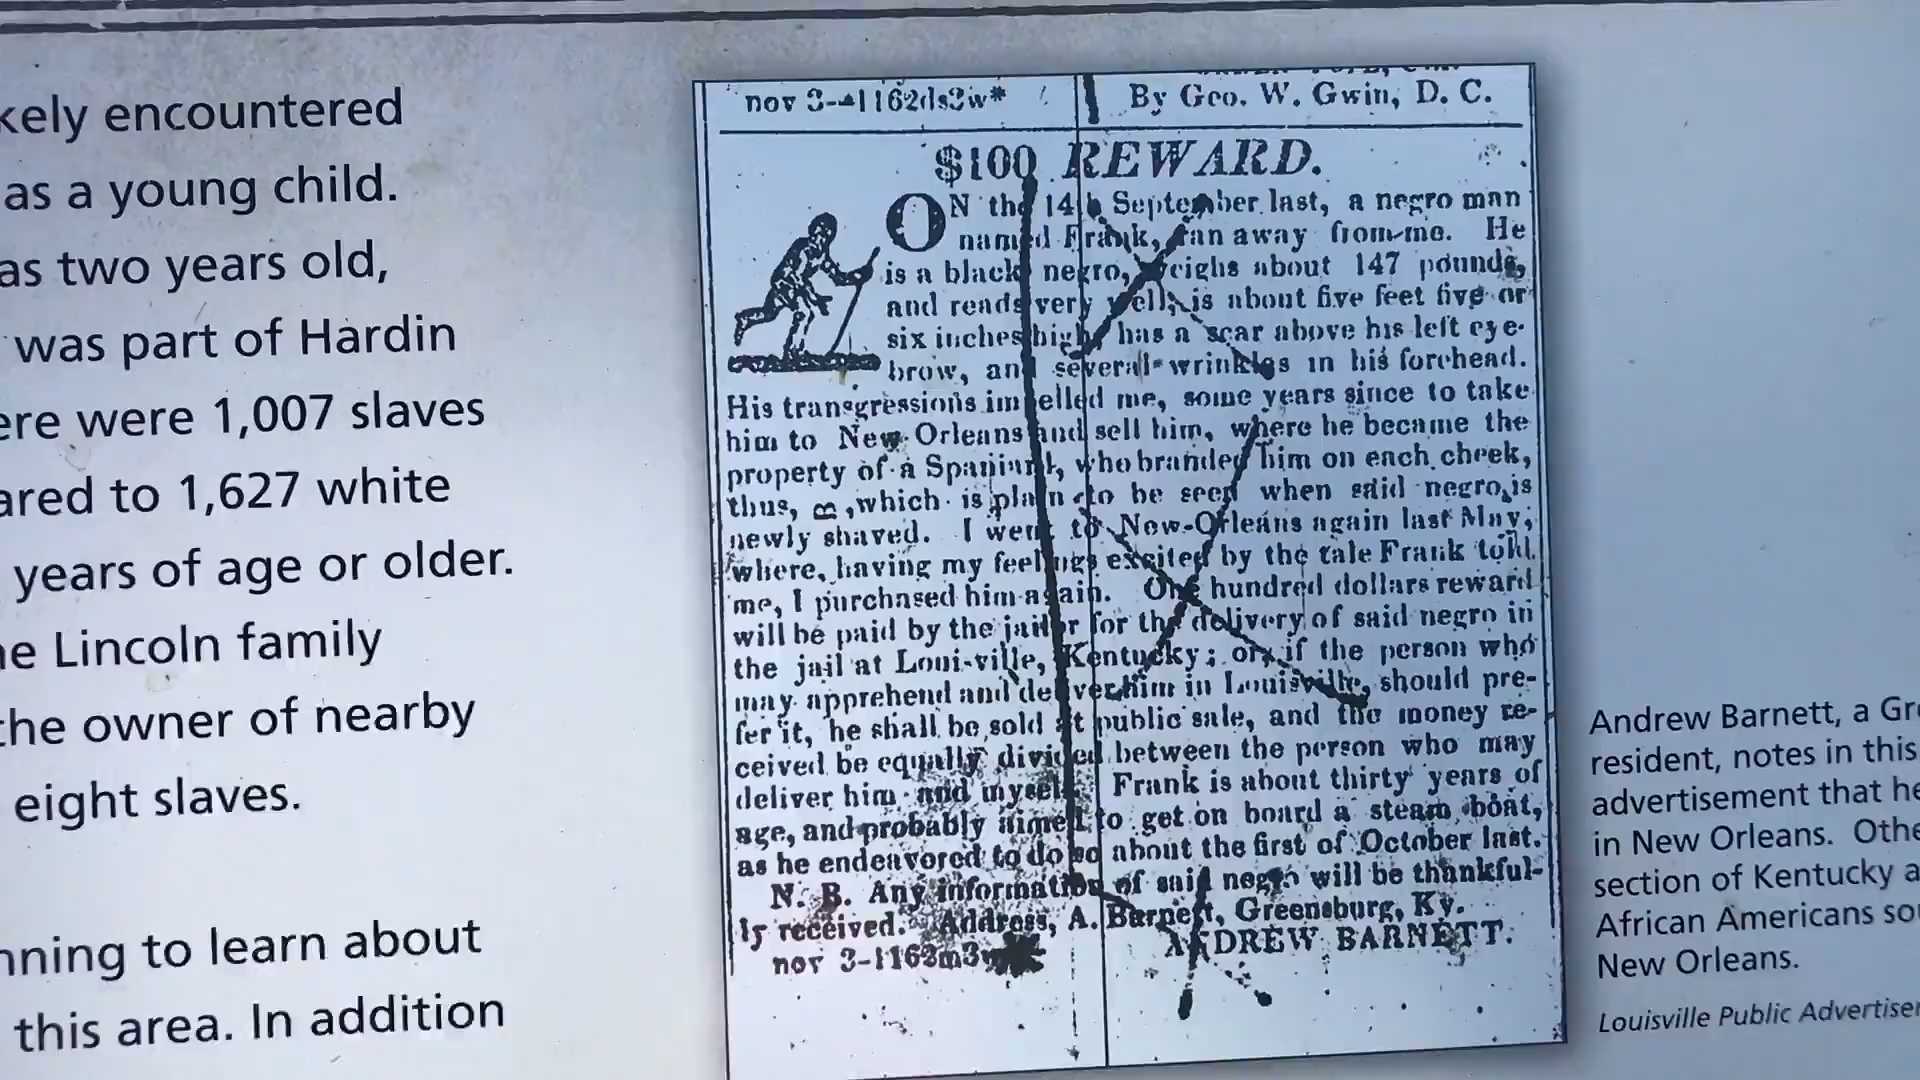 kely encountered
as a young child.
as two years old,
was part of Hardin
ere were 1,007 slaves
ared to 1,627 white
years of age or older.
he Lincoln family
the owner of nearby
eight slaves.
nning to learn about
this area. In addition
nov 3-1162ds3w*
By Geo. W. Gwin, D. C.
$100 REWARD.
ON the 14th September last, a negro man
named Frank, ran away from me. He
is a black negro, weighs about 147 pounds,
and reads very well, is about five feet five or
six inches high, has a scar above his left eye-
brow, and several wrinkles in his forehead.
His transgressions impelled me, some years since to take
him to New-Orleans and sell him, where he became the
property of a Spaniard, who branded him on each cheek,
thus, B, which is plain to be seen when said negro is
newly shaved. I went to New-Orleans again last May,
where, having my feelings excited by the tale Frank told
me, I purchased him again. One hundred dollars reward
will be paid by the jailor for the delivery of said negro in
the jail at Loui-ville, Kentucky; or, if the person who
may apprehend and deliver him in Louisville, should pre-
fer it, he shall be sold at public sale, and the money re-
ceived be equally divided between the person who may
deliver him and myself. Frank is about thirty years of
age, and probably aimed to get on board a steam boat,
as he endeavored to do so about the first of October last.
N. B. Any information of said negro will be thankful-
ly received. Address, A. Barnett, Greensburg, Ky.
ANDREW BARNETT.
nov 3-1162m3w
Andrew Barnett, a Gr
resident, notes in this
advertisement that he
in New Orleans. Othe
section of Kentucky a
African Americans so
New Orleans.
Louisville Public Advertiser